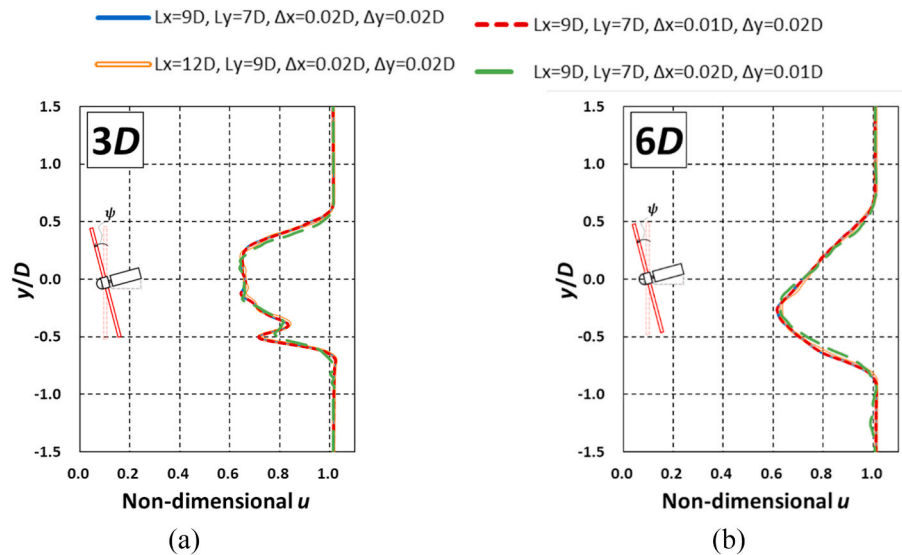 Lx=9D, Ly=7D, Δx=0.02D, Δy=0.02D
Lx=9D, Ly=7D, Δx=0.01D, Δy=0.02D
Lx=12D, Ly=9D, Δx=0.02D, Δy=0.02D
Lx=9D, Ly=7D, Δx=0.02D, Δy=0.01D
3D
ψ
y/D
1.5
1.0
0.5
0.0
-0.5
-1.0
-1.5
0.0 0.2 0.4 0.6 0.8 1.0
Non-dimensional u
(a)
6D
ψ
y/D
1.5
1.0
0.5
0.0
-0.5
-1.0
-1.5
0.0 0.2 0.4 0.6 0.8 1.0
Non-dimensional u
(b)